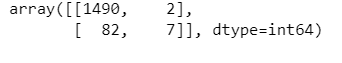 array([[1490,    2],
       [  82,    7]], dtype=int64)